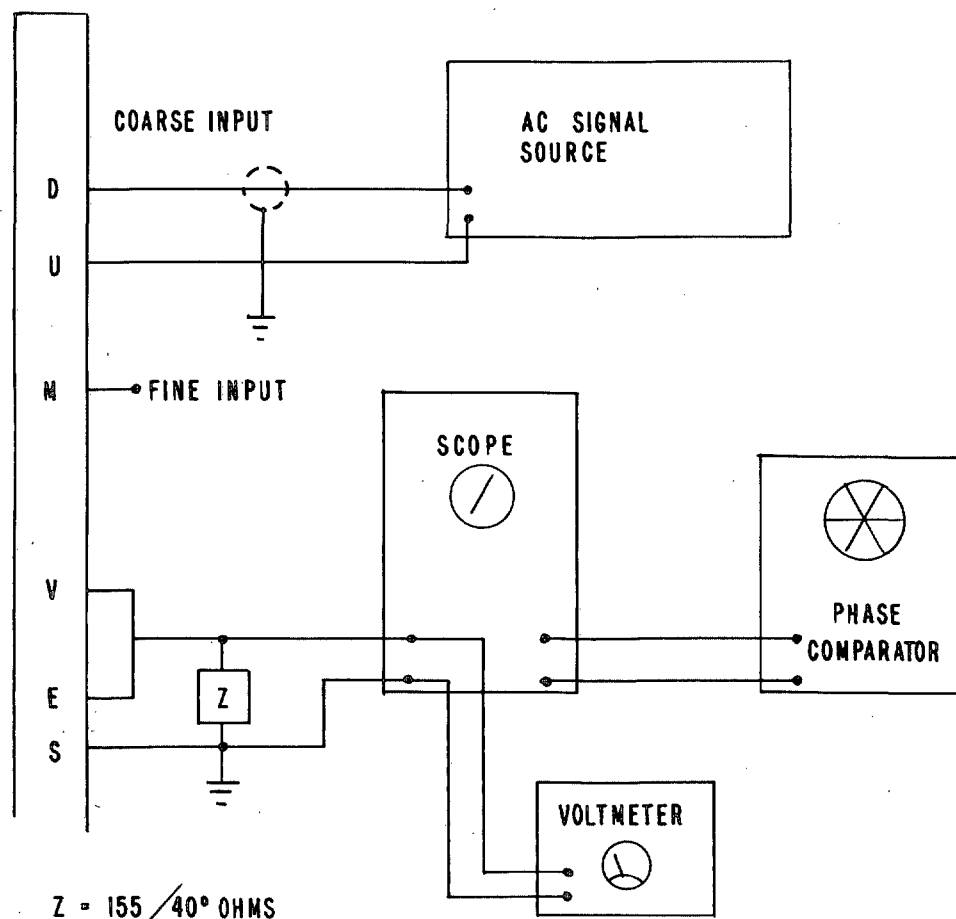 COARSE INPUT
AC SIGNAL
SOURCE
D
U
N
FINE INPUT
SCOPE
V
PHASE
COMPARATOR
E
Z
S
VOLTMETER
Z = 155 /40° OHMS